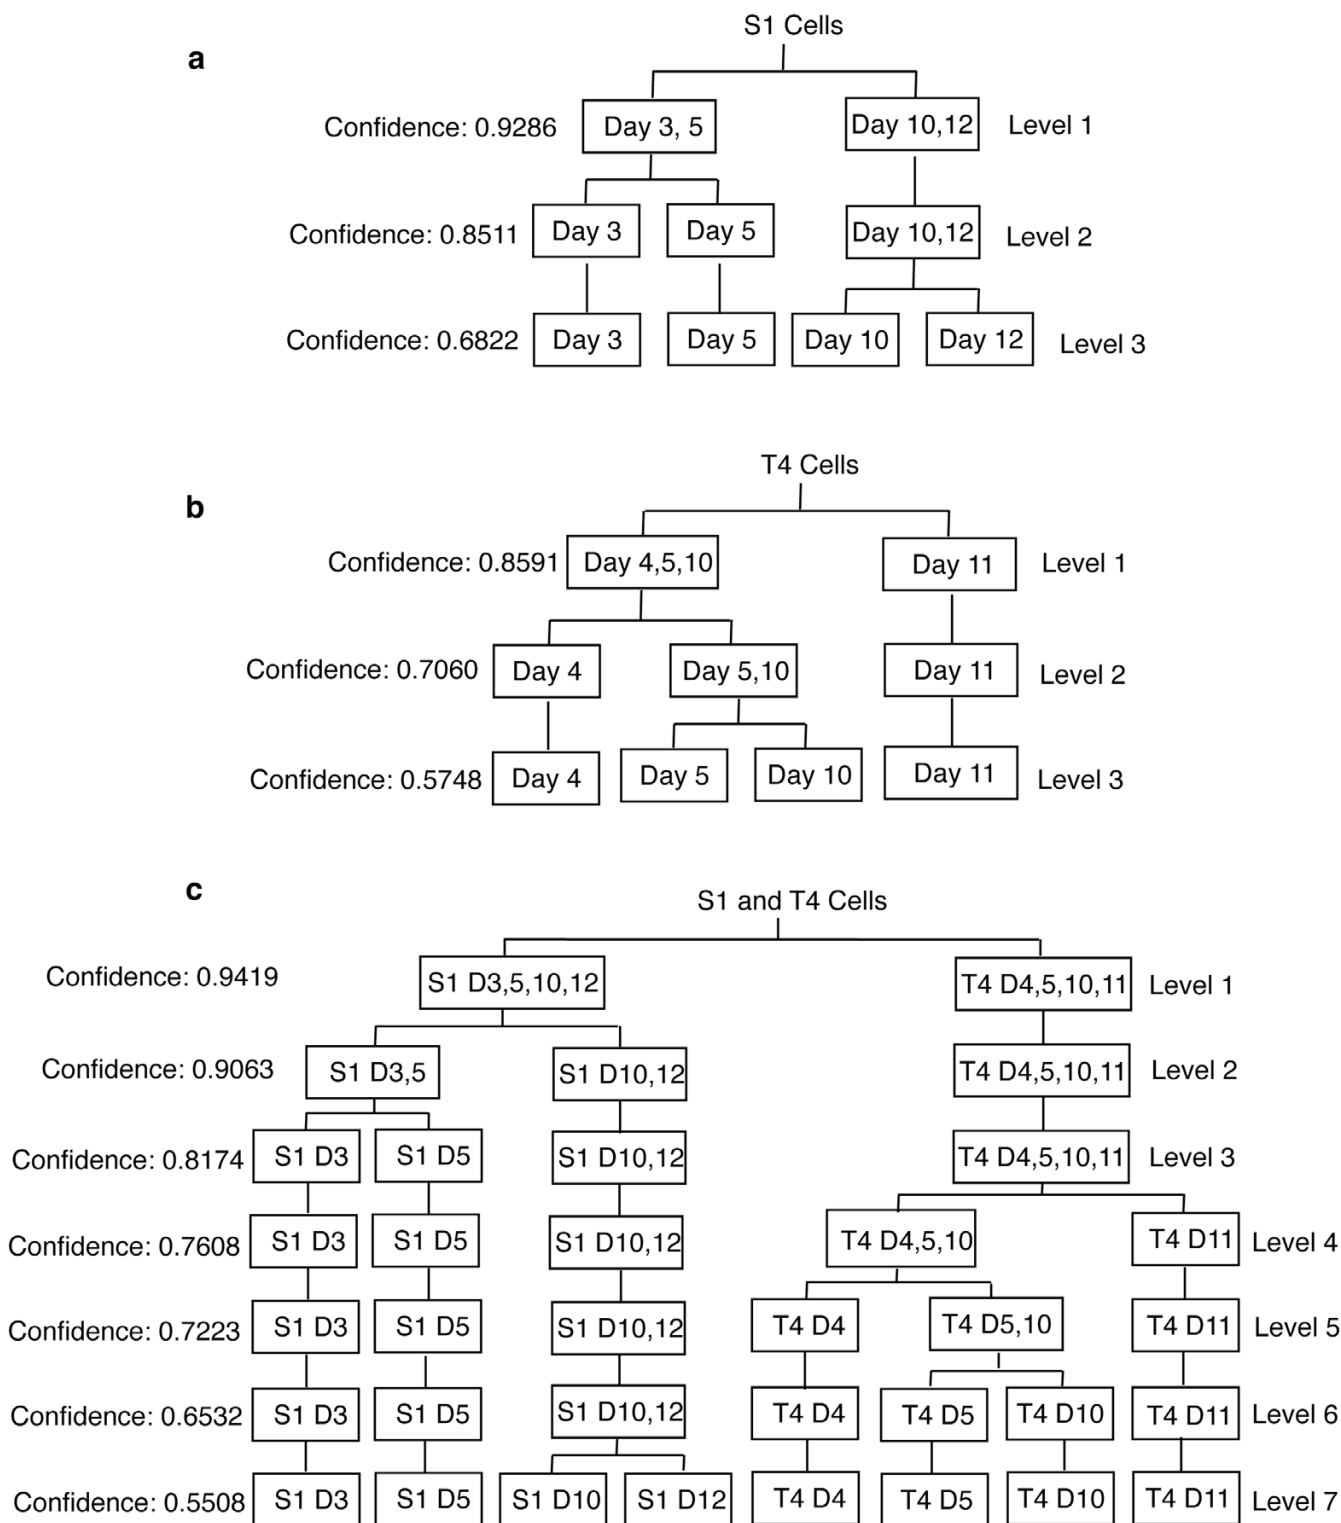 a
S1 Cells
Confidence: 0.9286 Day 3, 5 Day 10,12 Level 1
Confidence: 0.8511 Day 3 Day 5 Day 10,12 Level 2
Confidence: 0.6822 Day 3 Day 5 Day 10 Day 12 Level 3
b
T4 Cells
Confidence: 0.8591 Day 4,5,10 Day 11 Level 1
Confidence: 0.7060 Day 4 Day 5,10 Day 11 Level 2
Confidence: 0.5748 Day 4 Day 5 Day 10 Day 11 Level 3
c
S1 and T4 Cells
Confidence: 0.9419 S1 D3,5,10,12 T4 D4,5,10,11 Level 1
Confidence: 0.9063 S1 D3,5 S1 D10,12 T4 D4,5,10,11 Level 2
Confidence: 0.8174 S1 D3 S1 D5 S1 D10,12 T4 D4,5,10,11 Level 3
Confidence: 0.7608 S1 D3 S1 D5 S1 D10,12 T4 D4,5,10 T4 D11 Level 4
Confidence: 0.7223 S1 D3 S1 D5 S1 D10,12 T4 D4 T4 D5,10 T4 D11 Level 5
Confidence: 0.6532 S1 D3 S1 D5 S1 D10,12 T4 D4 T4 D5 T4 D10 T4 D11 Level 6
Confidence: 0.5508 S1 D3 S1 D5 S1 D10 S1 D12 T4 D4 T4 D5 T4 D10 T4 D11 Level 7